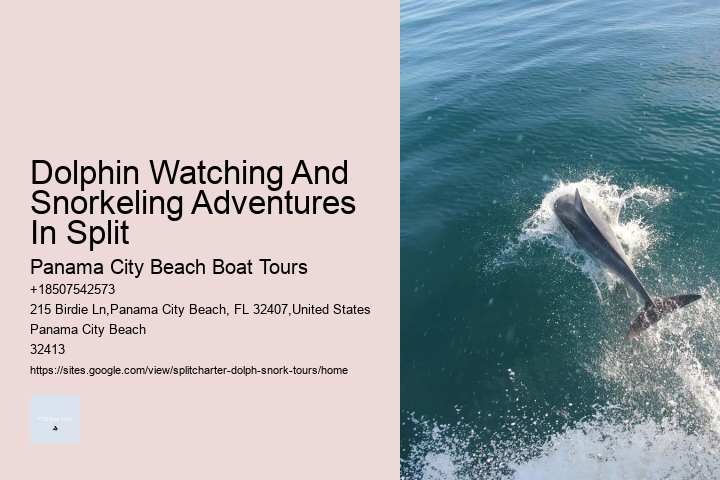 Dolphin Watching And
Snorkeling Adventures
In Split
Panama City Beach Boat Tours
+18507542573
215 Birdie Ln,Panama City Beach, FL 32407,United States
Panama City Beach
32413
https://sites.google.com/view/splitcharter-dolph-snork-tours/home